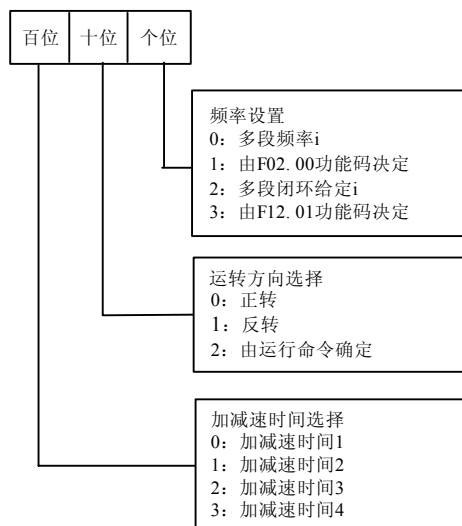 百位 十位 个位
频率设置
0: 多段频率i
1: 由F02.00功能码决定
2: 多段闭环给定i
3: 由F12.01功能码决定
运转方向选择
0: 正转
1: 反转
2: 由运行命令确定
加减速时间选择
0: 加减速时间1
1: 加减速时间2
2: 加减速时间3
3: 加减速时间4